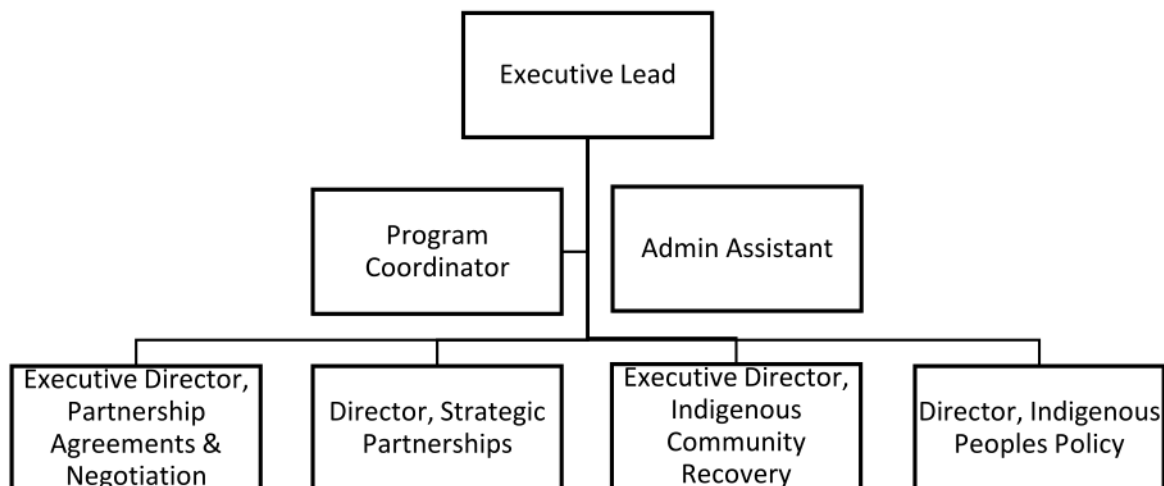 Executive Lead
Program
Coordinator
Admin Assistant
Executive Director,
Partnership
Agreements &
Negotiation
Director, Strategic
Partnerships
Executive Director,
Indigenous
Community
Recovery
Director, Indigenous
Peoples Policy